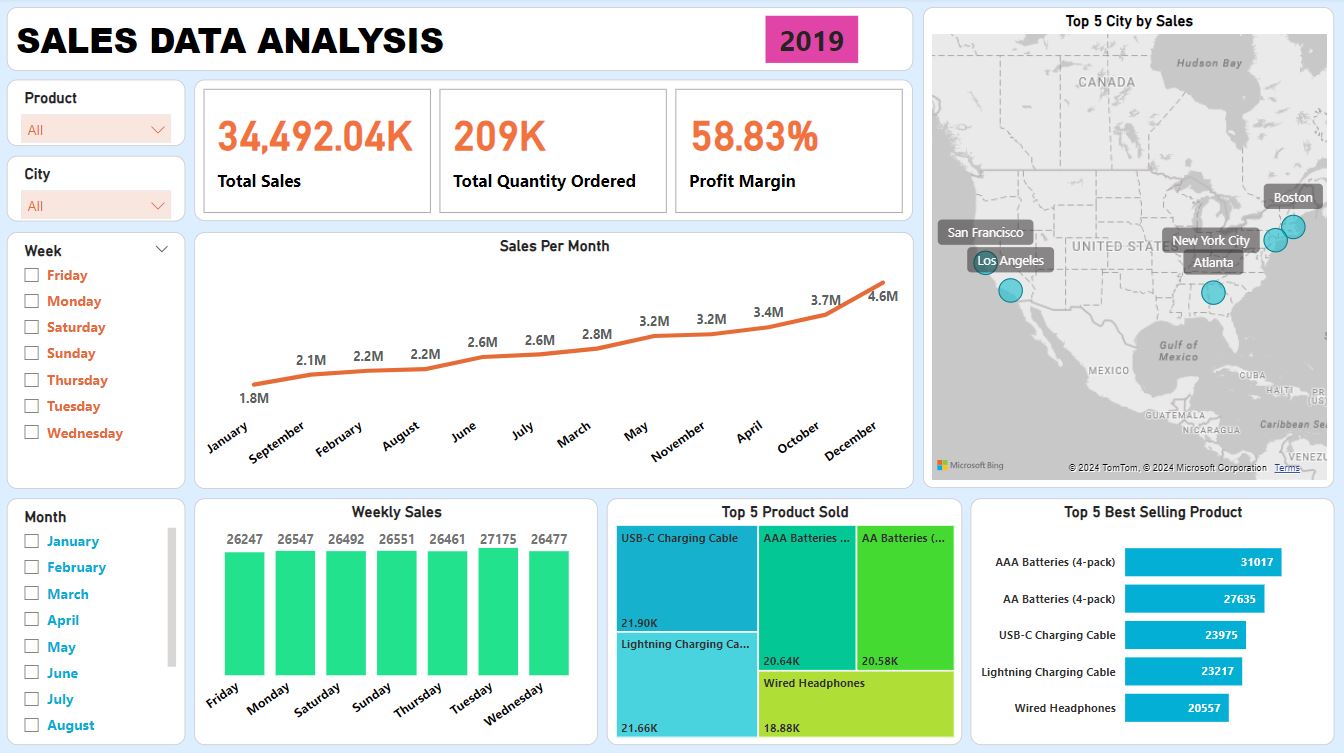 SALES DATA ANALYSIS
2019
Product
All
City
All
34,492.04K
Total Sales
209K
Total Quantity Ordered
58.83%
Profit Margin
Week
Friday
Monday
Saturday
Sunday
Thursday
Tuesday
Wednesday
Sales Per Month
1.8M
2.1M
2.2M
2.2M
2.6M
2.6M
2.8M
3.2M
3.2M
3.4M
3.7M
4.6M
January
September
February
August
June
July
March
May
November
April
October
December
Top 5 City by Sales
Hudson Bay
CANADA
Boston
San Francisco
New York City
UNITED STATES
Los Angeles
Atlanta
Gulf of
Mexico
MEXICO
CUBA
HAITI
PR
(US)
GUATEMALA
NICARAGUA
Caribbean Sea
VENEZU
Microsoft Bing
© 2024 TomTom, © 2024 Microsoft Corporation Terms
Month
January
February
March
April
May
June
July
August
Weekly Sales
26247
26547
26492
26551
26461
27175
26477
Friday
Monday
Saturday
Sunday
Thursday
Tuesday
Wednesday
Top 5 Product Sold
USB-C Charging Cable
21.90K
Lightning Charging Ca...
21.66K
AAA Batteries ...
20.64K
AA Batteries (...
20.58K
Wired Headphones
18.88K
Top 5 Best Selling Product
AAA Batteries (4-pack) 31017
AA Batteries (4-pack) 27635
USB-C Charging Cable 23975
Lightning Charging Cable 23217
Wired Headphones 20557